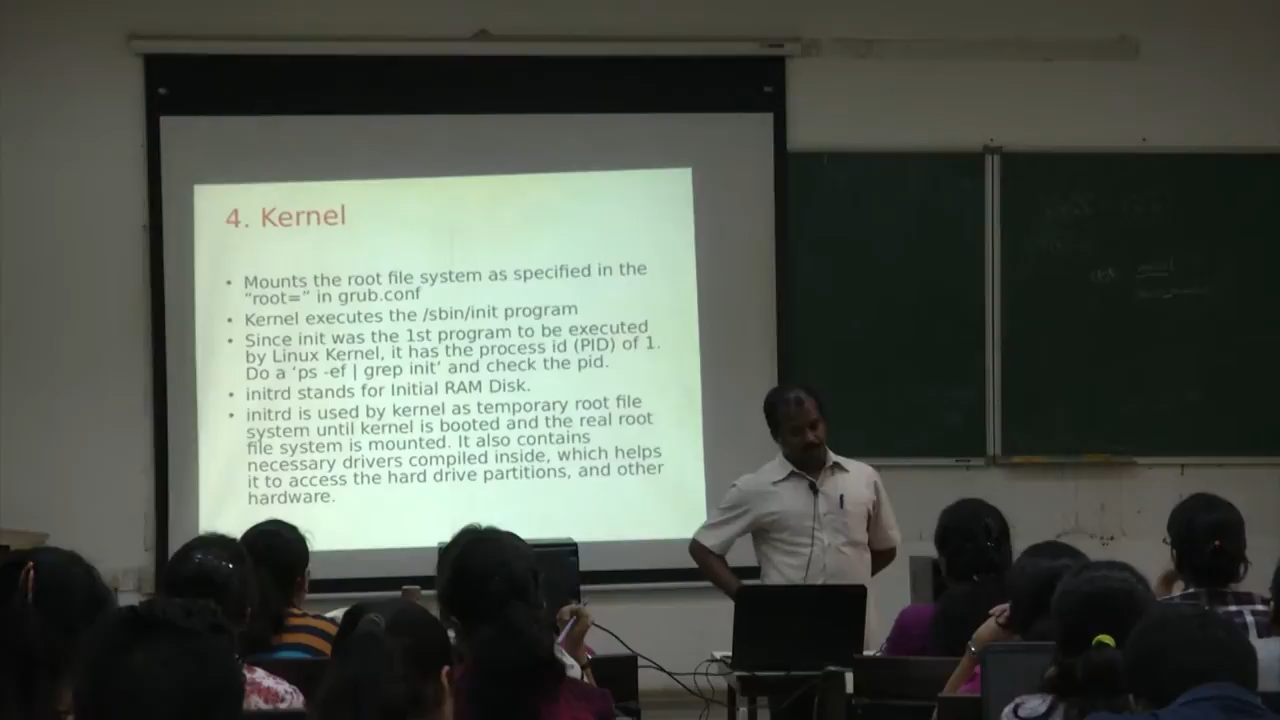 4. Kernel
• Mounts the root file system as specified in the
“root=” in grub.conf
• Kernel executes the /sbin/init program
• Since init was the 1st program to be executed
by Linux Kernel, it has the process id (PID) of 1.
Do a ‘ps -ef | grep init’ and check the pid.
• initrd stands for Initial RAM Disk.
• initrd is used by kernel as temporary root file
system until kernel is booted and the real root
file system is mounted. It also contains
necessary drivers compiled inside, which helps
it to access the hard drive partitions, and other
hardware.